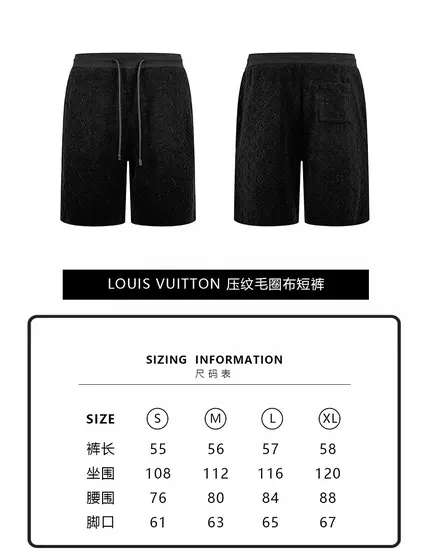 LOUIS VUITTON 压纹毛圈布短裤
SIZING INFORMATION
尺码表
SIZE S M L XL
裤长 55 56 57 58
坐围 108 112 116 120
腰围 76 80 84 88
脚口 61 63 65 67